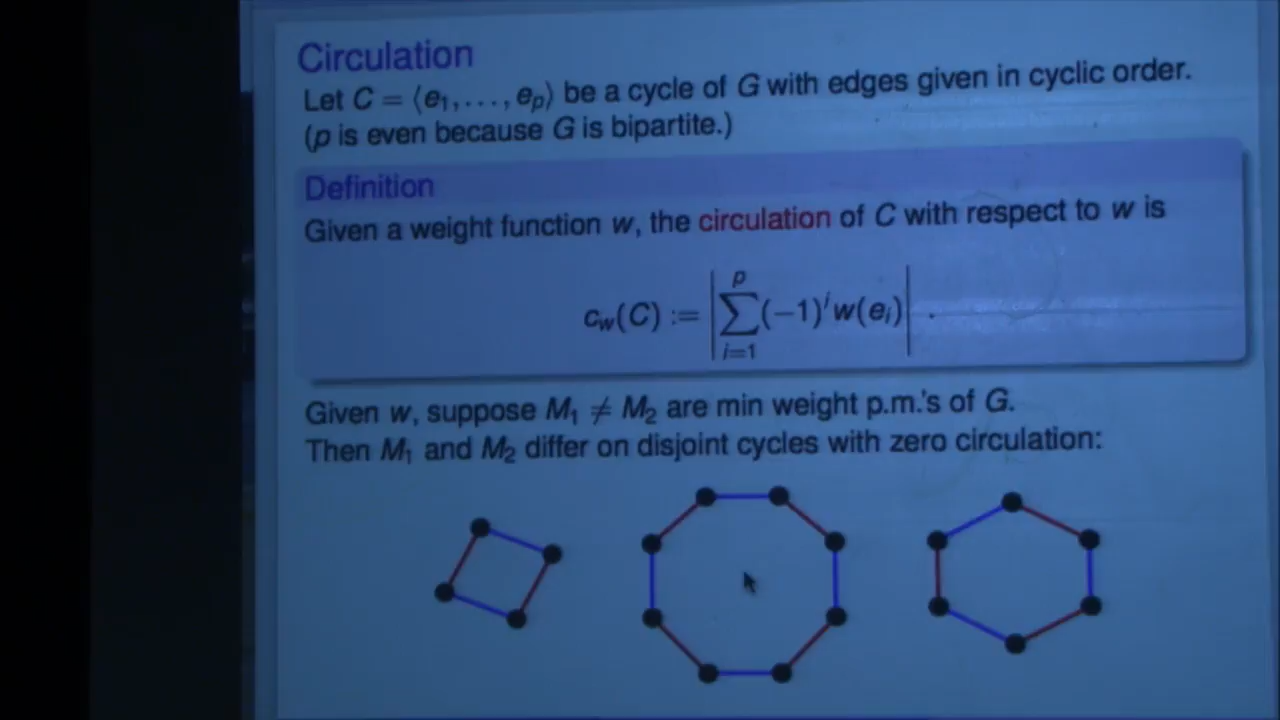 Circulation
Let C = ⟨e₁, . . . , eₚ⟩ be a cycle of G with edges given in cyclic order.
(p is even because G is bipartite.)
Definition
Given a weight function w, the circulation of C with respect to w is
c_w(C) := |∑_{i=1}^{p} (−1)^i w(e_i)| .
Given w, suppose M₁ ≠ M₂ are min weight p.m.'s of G.
Then M₁ and M₂ differ on disjoint cycles with zero circulation: